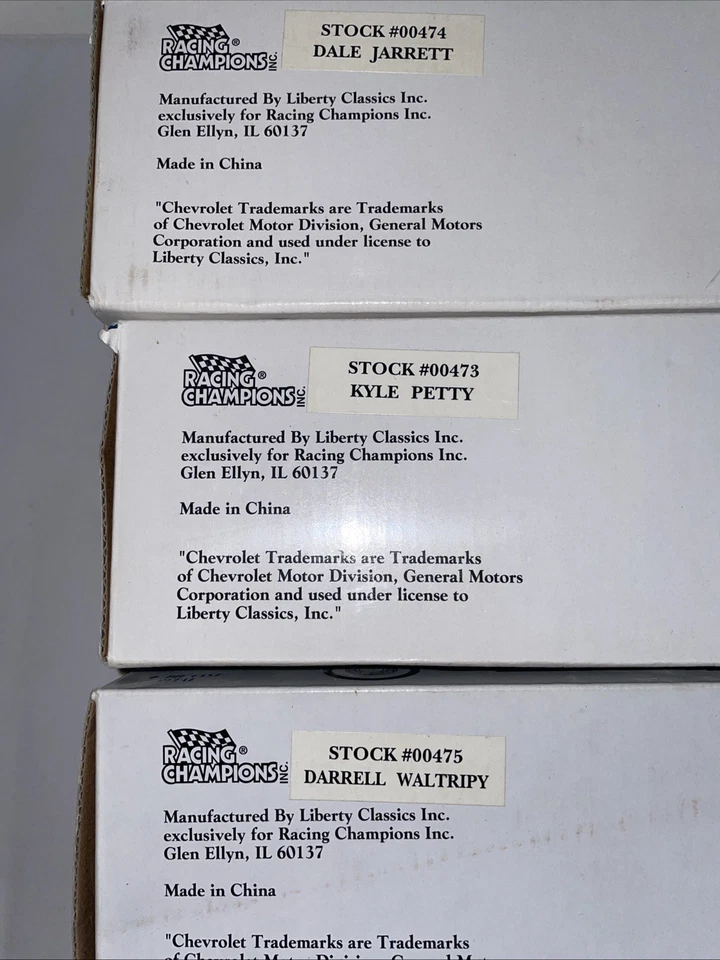 RACING®
CHAMPIONS INC.
STOCK #00474
DALE JARRETT
Manufactured By Liberty Classics Inc.
exclusively for Racing Champions Inc.
Glen Ellyn, IL 60137
Made in China
"Chevrolet Trademarks are Trademarks
of Chevrolet Motor Division, General Motors
Corporation and used under license to
Liberty Classics, Inc."
RACING®
CHAMPIONS INC.
STOCK #00473
KYLE PETTY
Manufactured By Liberty Classics Inc.
exclusively for Racing Champions Inc.
Glen Ellyn, IL 60137
Made in China
"Chevrolet Trademarks are Trademarks
of Chevrolet Motor Division, General Motors
Corporation and used under license to
Liberty Classics, Inc."
RACING®
CHAMPIONS INC.
STOCK #00475
DARRELL WALTRIPY
Manufactured By Liberty Classics Inc.
exclusively for Racing Champions Inc.
Glen Ellyn, IL 60137
Made in China
"Chevrolet Trademarks are Trademarks
of Chevrolet Motor Division, General Mot